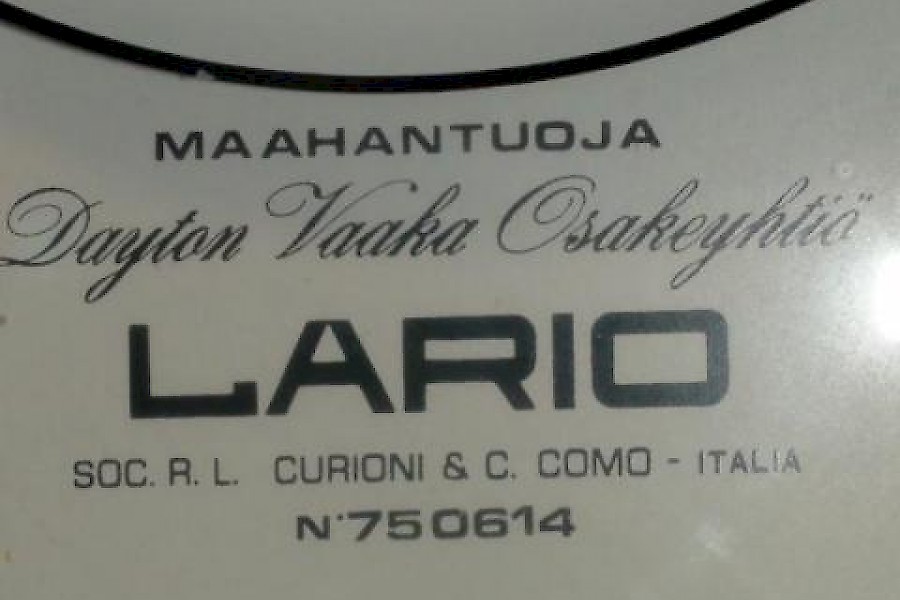 MAAHANTUOJA
Dayton Vaaka Osakeyhtiö
LARIO
SOC. R. L. CURIONI & C. COMO - ITALIA
N·750614